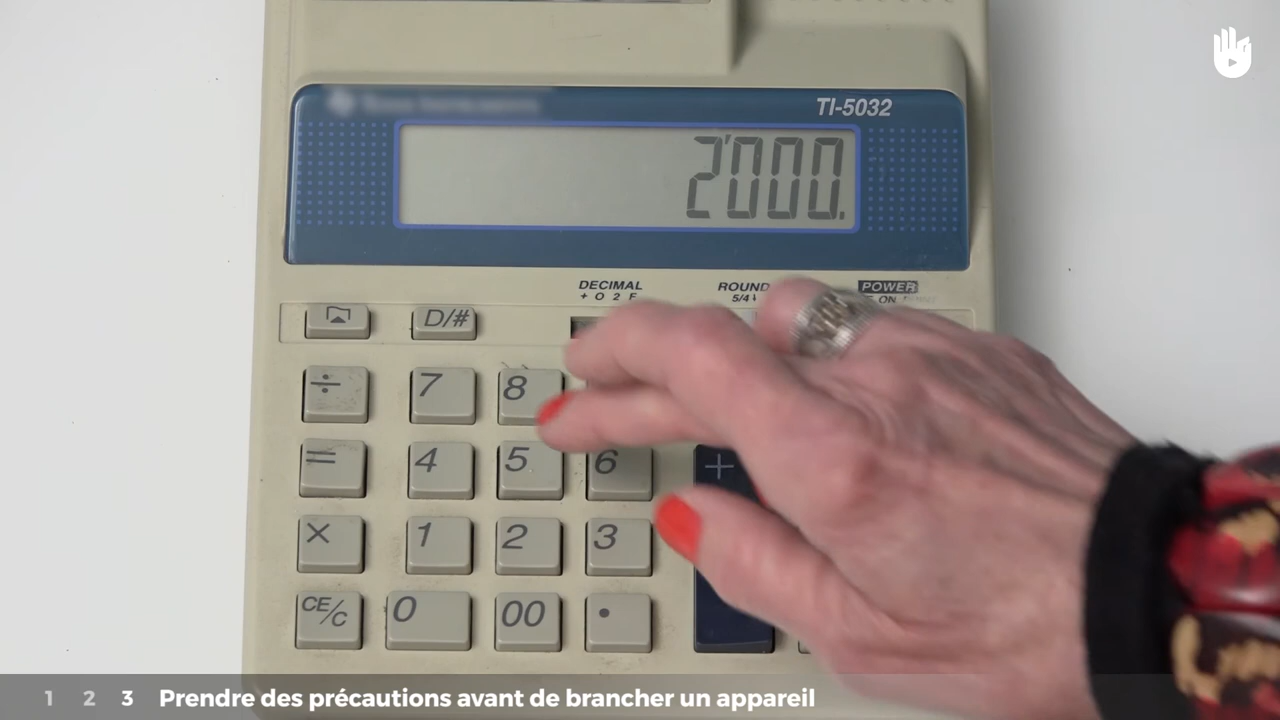 TI-5032
2'000.
DECIMAL ROUND POWER
+ 0 2 F 5/4 ON
D/#
÷ 7 8
= 4 5 6 +
× 1 2 3
CE/C 0 00 •
1 2 3 Prendre des précautions avant de brancher un appareil